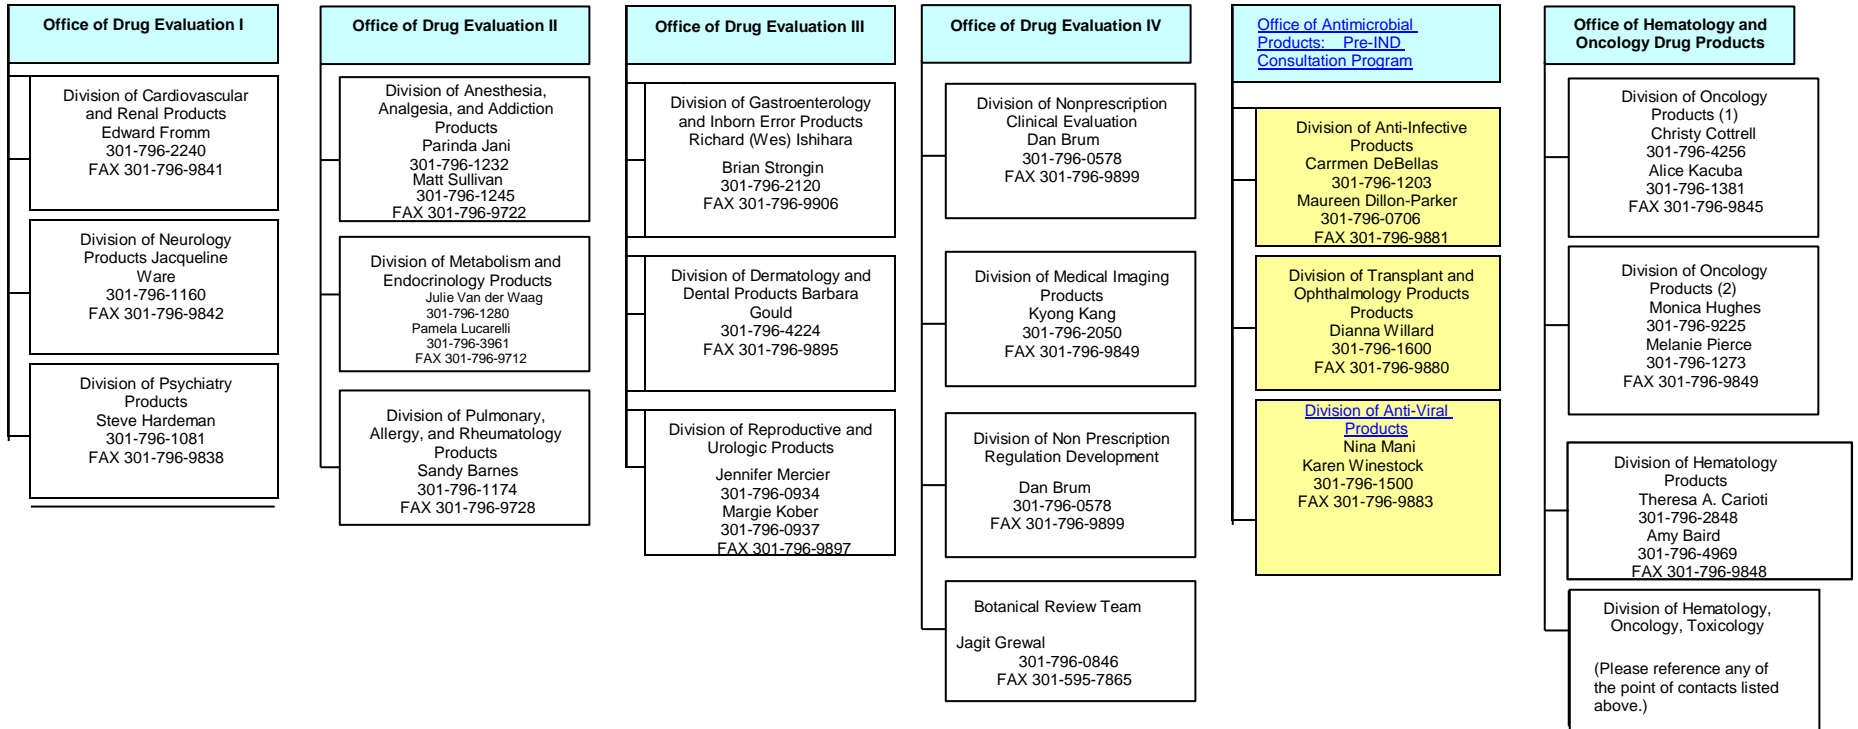 Office of Drug Evaluation I
Division of Cardiovascular
and Renal Products
Edward Fromm
301-796-2240
FAX 301-796-9841
Division of Neurology
Products Jacqueline
Ware
301-796-1160
FAX 301-796-9842
Division of Psychiatry
Products
Steve Hardeman
301-796-1081
FAX 301-796-9838
Office of Drug Evaluation II
Division of Anesthesia,
Analgesia, and Addiction
Products
Parinda Jani
301-796-1232
Matt Sullivan
301-796-1245
FAX 301-796-9722
Division of Metabolism and
Endocrinology Products
Julie Van der Waag
301-796-1280
Pamela Lucarelli
301-796-3961
FAX 301-796-9712
Division of Pulmonary,
Allergy, and Rheumatology
Products
Sandy Barnes
301-796-1174
FAX 301-796-9728
Office of Drug Evaluation III
Division of Gastroenterology
and Inborn Error Products
Richard (Wes) Ishihara
Brian Strongin
301-796-2120
FAX 301-796-9906
Division of Dermatology and
Dental Products Barbara
Gould
301-796-4224
FAX 301-796-9895
Division of Reproductive and
Urologic Products
Jennifer Mercier
301-796-0934
Margie Kober
301-796-0937
FAX 301-796-9897
Office of Drug Evaluation IV
Division of Nonprescription
Clinical Evaluation
Dan Brum
301-796-0578
FAX 301-796-9899
Division of Medical Imaging
Products
Kyong Kang
301-796-2050
FAX 301-796-9849
Division of Non Prescription
Regulation Development
Dan Brum
301-796-0578
FAX 301-796-9899
Botanical Review Team
Jagit Grewal
301-796-0846
FAX 301-595-7865
Office of Antimicrobial
Products: Pre-IND
Consultation Program
Division of Anti-Infective
Products
Carrmen DeBellas
301-796-1203
Maureen Dillon-Parker
301-796-0706
FAX 301-796-9881
Division of Transplant and
Ophthalmology Products
Products
Dianna Willard
301-796-1600
FAX 301-796-9880
Division of Anti-Viral
Products
Nina Mani
Karen Winestock
301-796-1500
FAX 301-796-9883
Office of Hematology and
Oncology Drug Products
Division of Oncology
Products (1)
Christy Cottrell
301-796-4256
Alice Kacuba
301-796-1381
FAX 301-796-9845
Division of Oncology
Products (2)
Monica Hughes
301-796-9225
Melanie Pierce
301-796-1273
FAX 301-796-9849
Division of Hematology
Products
Theresa A. Carioti
301-796-2848
Amy Baird
301-796-4969
FAX 301-796-9848
Division of Hematology,
Oncology, Toxicology
(Please reference any of
the point of contacts listed
above.)